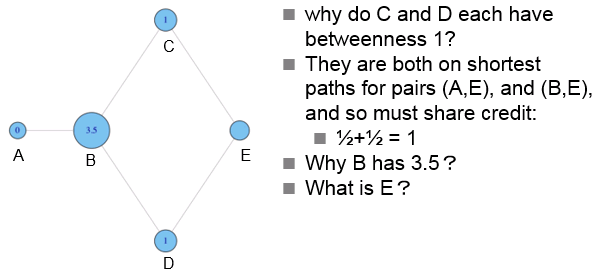 why do C and D each have
betweenness 1?
They are both on shortest
paths for pairs (A,E), and (B,E),
and so must share credit:
½+½ = 1
Why B has 3.5?
What is E?
1
C
0
A
3.5
B
E
1
D